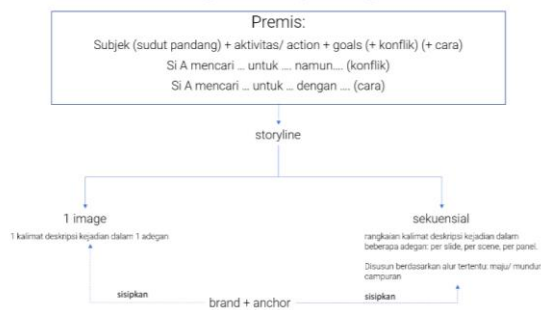 Premis:
Subjek (sudut pandang) + aktivitas/ action + goals (+ konflik) (+ cara)
Si A mencari ... untuk .... namun.... (konflik)
Si A mencari ... untuk ... dengan .... (cara)
storyline
1 image
1 kalimat deskripsi kejadian dalam 1 adegan
sekuensial
rangkaian kalimat deskripsi kejadian dalam
beberapa adegan: per slide, per scene, per panel.
Disusun berdasarkan alur tertentu: maju/ mundur
campuran
sisipkan
brand + anchor
sisipkan